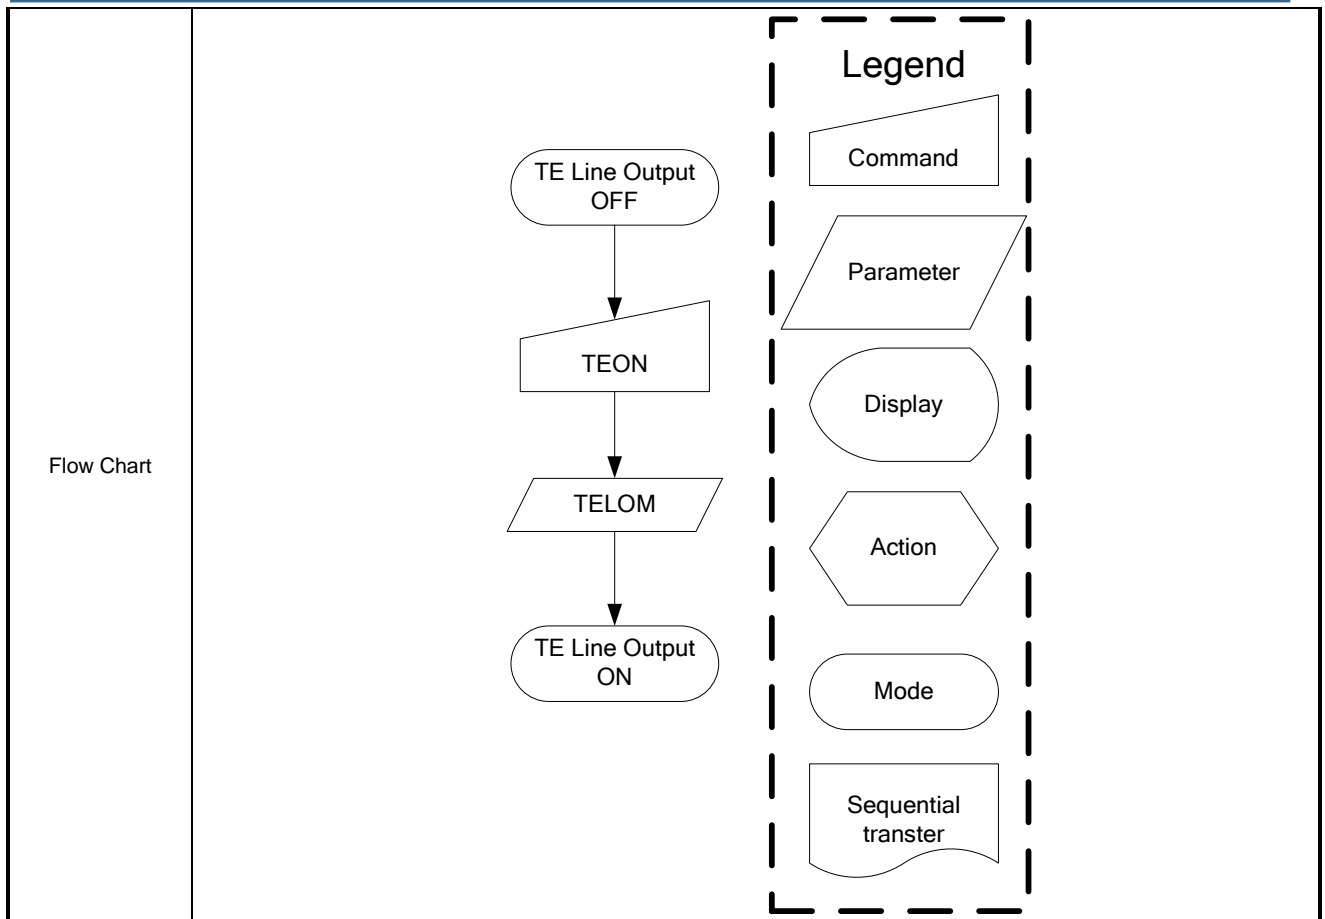 Flow Chart
TE Line Output
OFF
TEON
TELOM
TE Line Output
ON
Legend
Command
Parameter
Display
Action
Mode
Sequential
transter